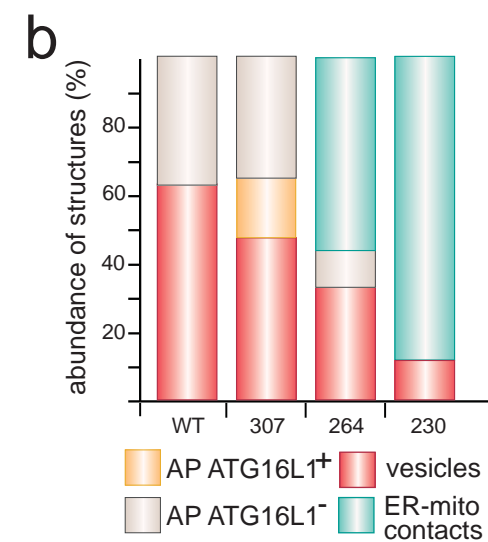 b
abundance of structures (%)
80
60
40
20
WT 307 264 230
AP ATG16L1+ vesicles
AP ATG16L1- ER-mito
contacts